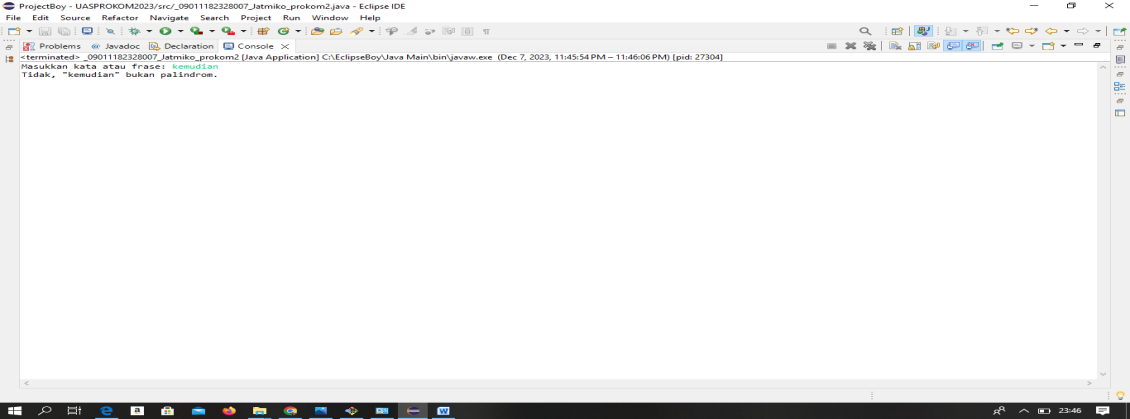 ProjectBoy - UASPROKOM2023/src/_09011182328007_Jatmiko_prokom2.java - Eclipse IDE
File Edit Source Refactor Navigate Search Project Run Window Help
Problems Javadoc Declaration Console
<terminated> _09011182328007_Jatmiko_prokom2 [Java Application] C:\EclipseBoy\Java Main\bin\javaw.exe (Dec 7, 2023, 11:45:54 PM – 11:46:06 PM) [pid: 27304]
Masukkan kata atau frase: kemudian
Tidak, "kemudian" bukan palindrom.
23:46